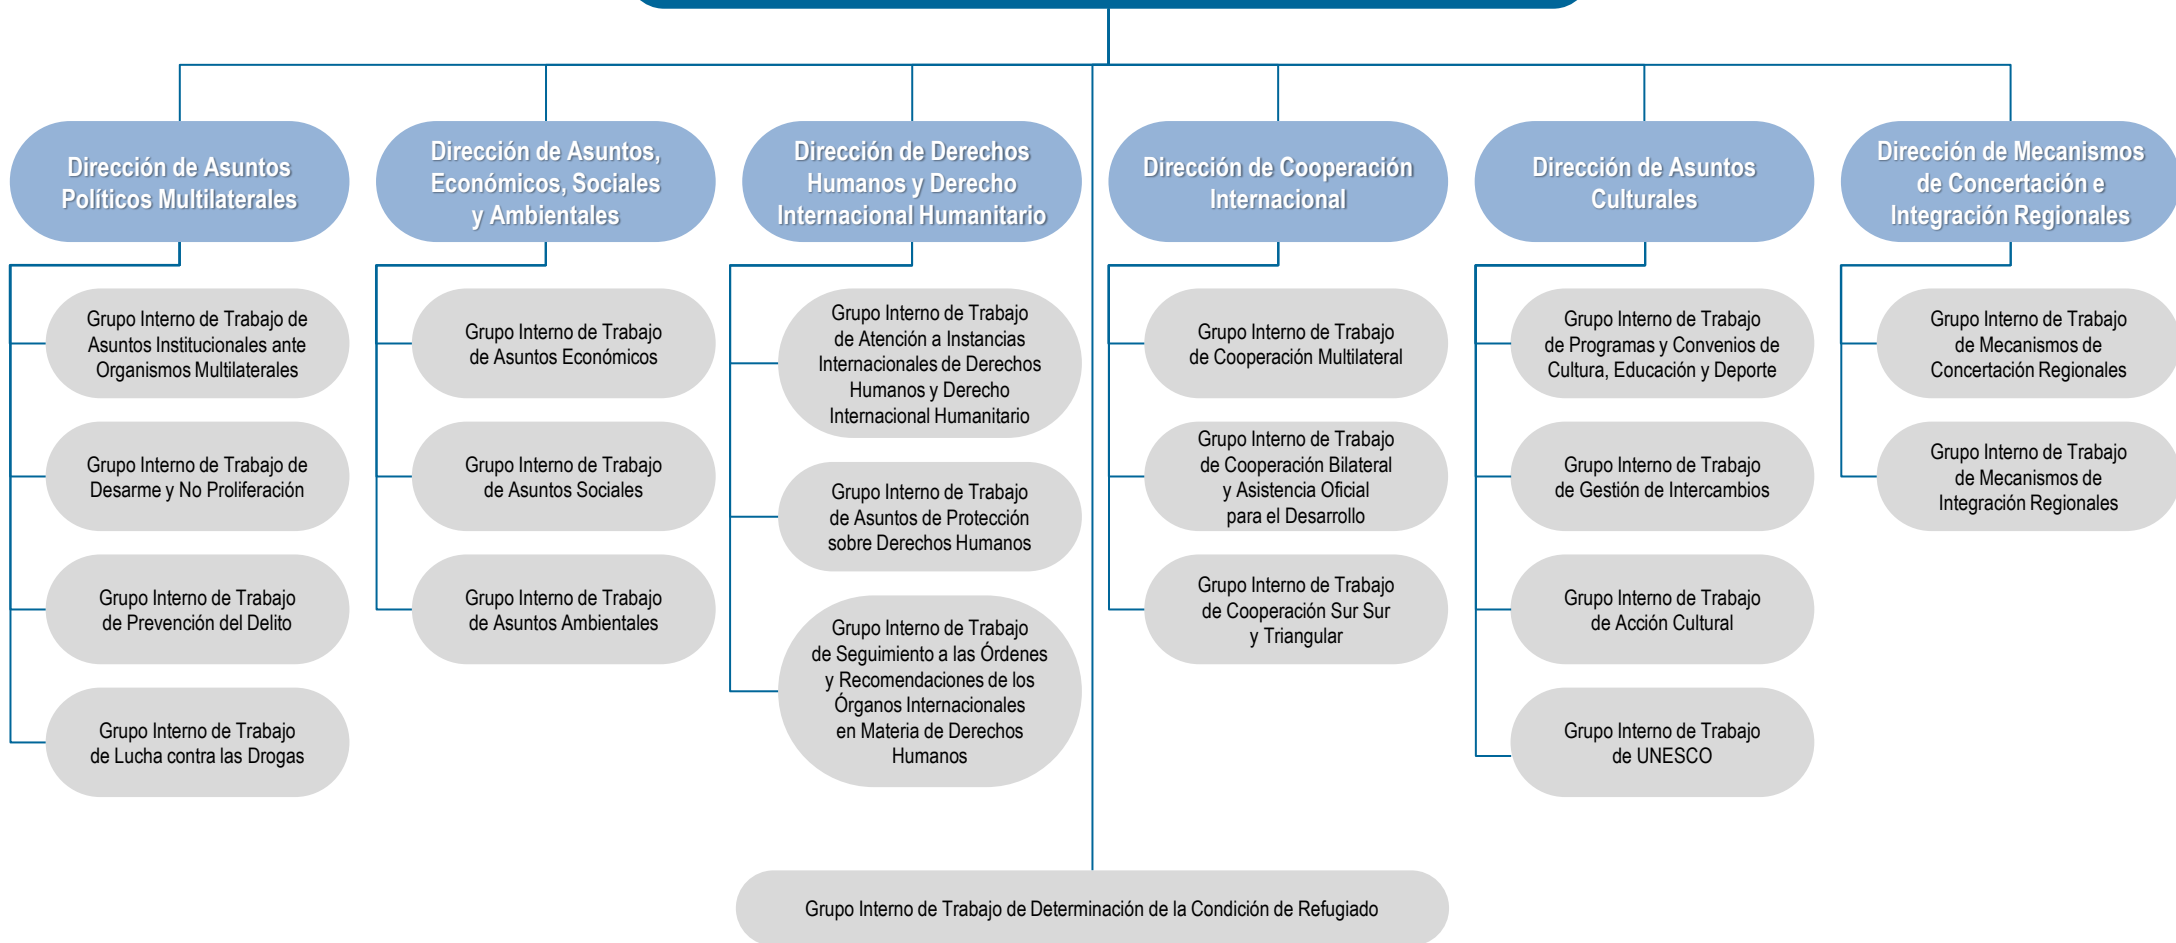 Dirección de Asuntos
Políticos Multilaterales
Dirección de Asuntos,
Económicos, Sociales
y Ambientales
Dirección de Derechos
Humanos y Derecho
Internacional Humanitario
Dirección de Cooperación
Internacional
Dirección de Asuntos
Culturales
Dirección de Mecanismos
de Concertación e
Integración Regionales
Grupo Interno de Trabajo de
Asuntos Institucionales ante
Organismos Multilaterales
Grupo Interno de Trabajo de
Desarme y No Proliferación
Grupo Interno de Trabajo
de Prevención del Delito
Grupo Interno de Trabajo
de Lucha contra las Drogas
Grupo Interno de Trabajo
de Asuntos Económicos
Grupo Interno de Trabajo
de Asuntos Sociales
Grupo Interno de Trabajo
de Asuntos Ambientales
Grupo Interno de Trabajo
de Atención a Instancias
Internacionales de Derechos
Humanos y Derecho
Internacional Humanitario
Grupo Interno de Trabajo
de Asuntos de Protección
sobre Derechos Humanos
Grupo Interno de Trabajo
de Seguimiento a las Órdenes
y Recomendaciones de los
Órganos Internacionales
en Materia de Derechos
Humanos
Grupo Interno de Trabajo
de Cooperación Multilateral
Grupo Interno de Trabajo
de Cooperación Bilateral
y Asistencia Oficial
para el Desarrollo
Grupo Interno de Trabajo
de Cooperación Sur Sur
y Triangular
Grupo Interno de Trabajo
de Programas y Convenios de
Cultura, Educación y Deporte
Grupo Interno de Trabajo
de Gestión de Intercambios
Grupo Interno de Trabajo
de Acción Cultural
Grupo Interno de Trabajo
de UNESCO
Grupo Interno de Trabajo
de Mecanismos de
Concertación Regionales
Grupo Interno de Trabajo
de Mecanismos de
Integración Regionales
Grupo Interno de Trabajo de Determinación de la Condición de Refugiado